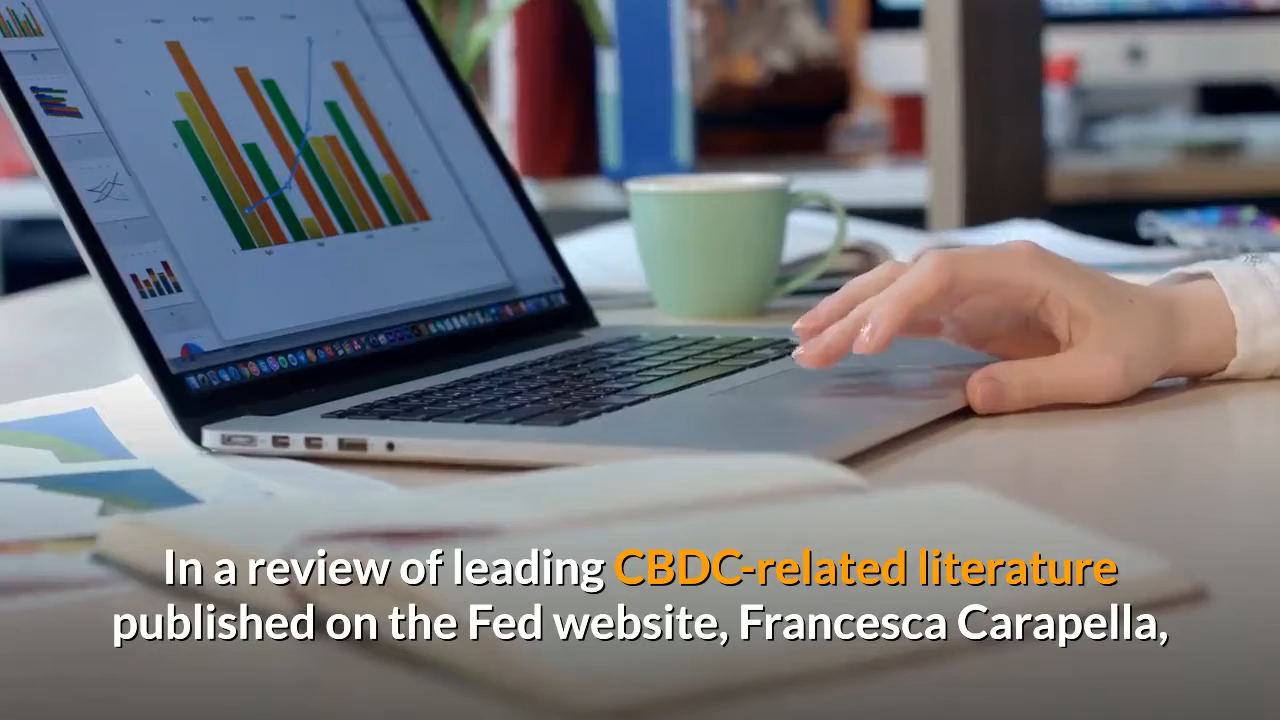 In a review of leading CBDC-related literature
published on the Fed website, Francesca Carapella,